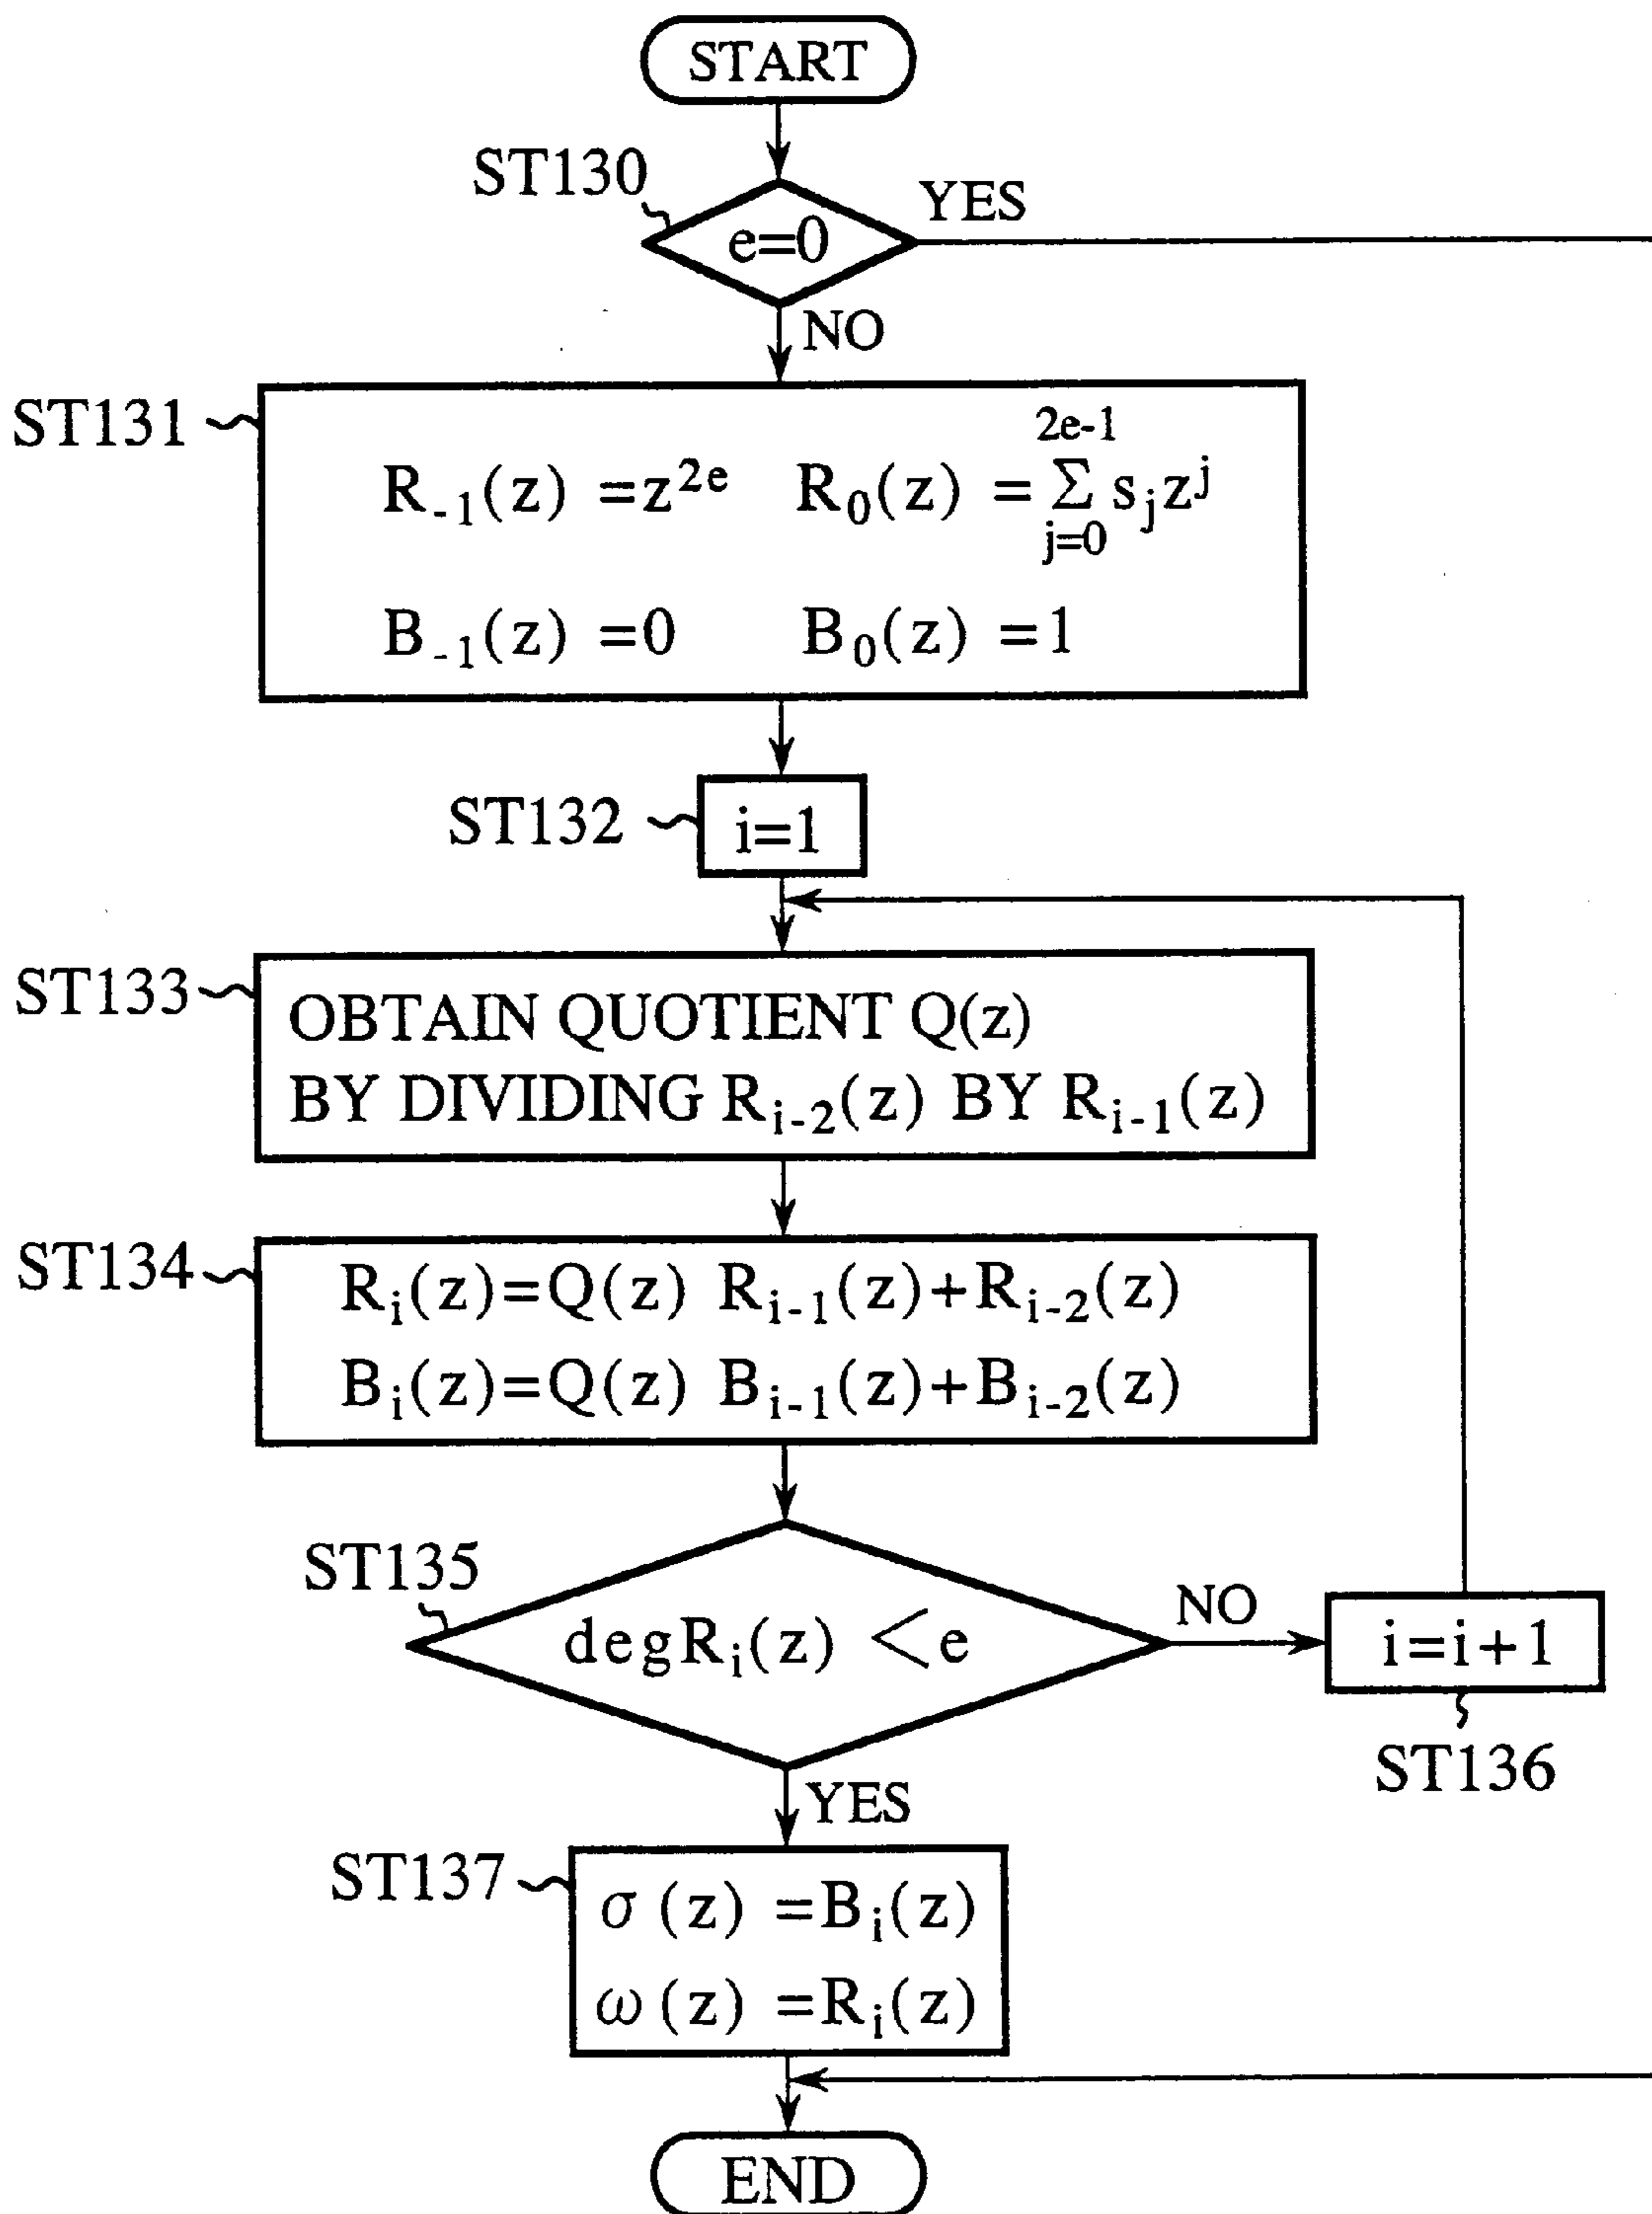 START
ST130
e=0
YES
NO
ST131
R₋₁(z) =z²ᵉ R₀(z) = Σ sⱼzʲ
2e-1
j=0
B₋₁(z) =0 B₀(z) =1
ST132
i=1
ST133
OBTAIN QUOTIENT Q(z)
BY DIVIDING Rᵢ₋₂(z) BY Rᵢ₋₁(z)
ST134
Rᵢ(z)=Q(z) Rᵢ₋₁(z)+Rᵢ₋₂(z)
Bᵢ(z)=Q(z) Bᵢ₋₁(z)+Bᵢ₋₂(z)
ST135
degRᵢ(z) <e
NO
i=i+1
ST136
YES
ST137
σ(z) =Bᵢ(z)
ω(z) =Rᵢ(z)
END